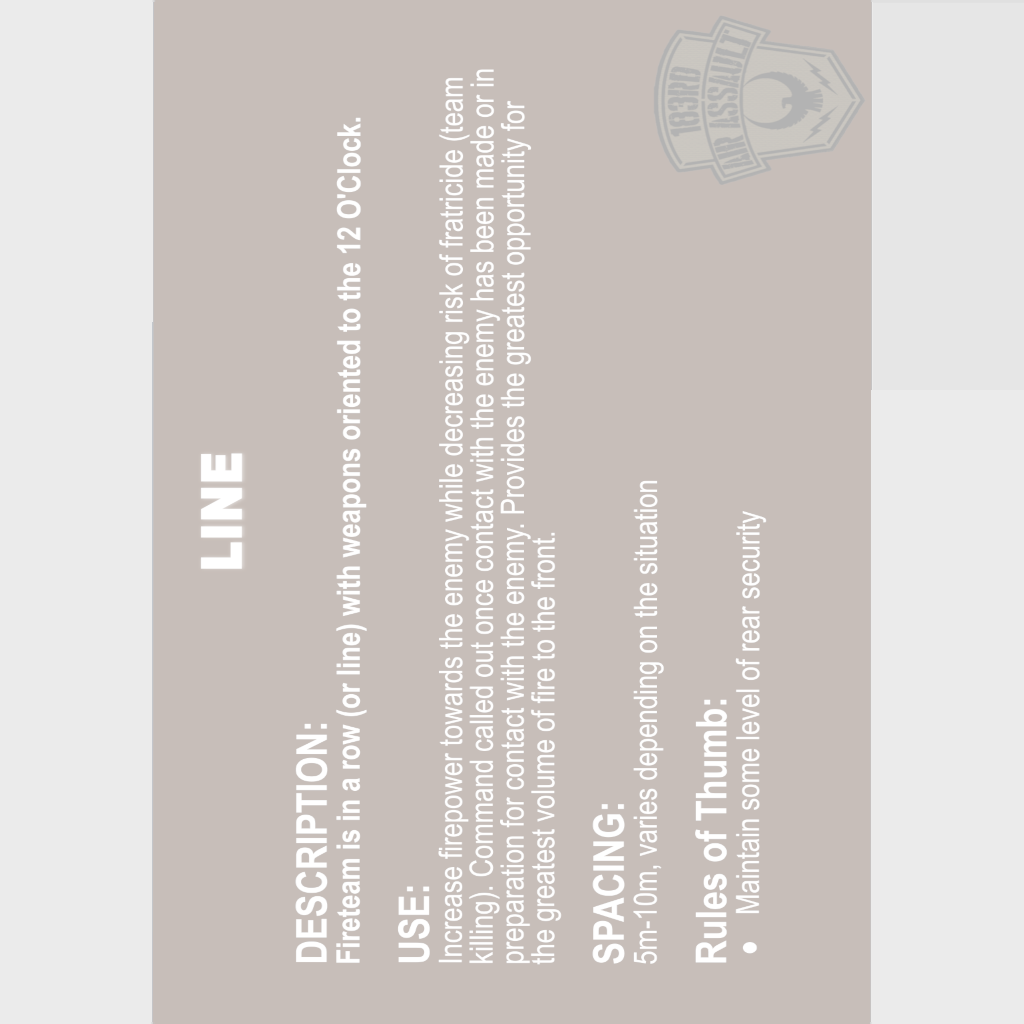 183RD
AIR ASSAULT
LINE
DESCRIPTION:
Fireteam is in a row (or line) with weapons oriented to the 12 O'Clock.
USE:
Increase firepower towards the enemy while decreasing risk of fratricide (team
killing). Command called out once contact with the enemy has been made or in
preparation for contact with the enemy. Provides the greatest opportunity for
the greatest volume of fire to the front.
SPACING:
5m-10m, varies depending on the situation
Rules of Thumb:
• Maintain some level of rear security